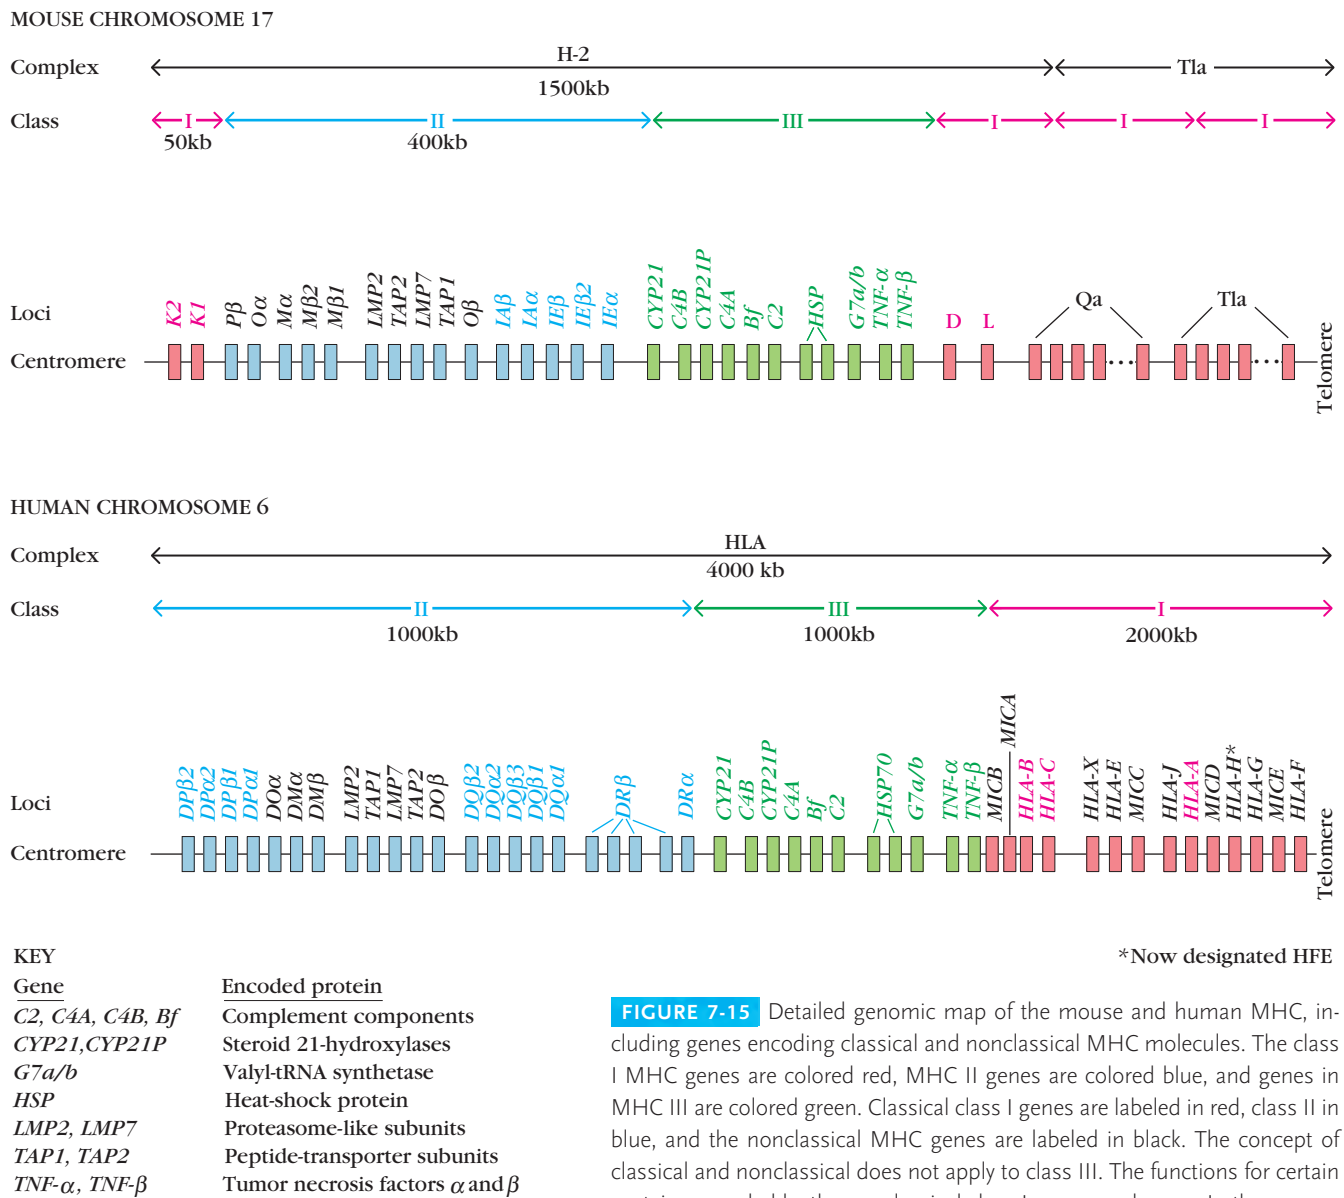 MOUSE CHROMOSOME 17
Complex H-2 Tla
1500kb
Class I II III I I I
50kb 400kb
Loci K2 K1 Pβ Oα Mα Mβ2 Mβ1 LMP2 TAP2 LMP7 TAP1 Oβ IAβ IAα IEβ IEβ2 IEα CYP21 C4B CYP21P C4A Bf C2 HSP G7a/b TNF-α TNF-β D L Qa Tla
Centromere ... ... Telomere
HUMAN CHROMOSOME 6
Complex HLA
4000 kb
Class II III I
1000kb 1000kb 2000kb
Loci DPβ2 DPα2 DPβ1 DPα1 DOα DMα DMβ LMP2 TAP1 LMP7 TAP2 DOβ DQβ2 DQα2 DQβ3 DQβ1 DQα1 DRβ DRα CYP21 C4B CYP21P C4A Bf C2 HSP70 G7a/b TNF-α TNF-β MICB MICA HLA-B HLA-C HLA-X HLA-E MICC HLA-J HLA-A MICD HLA-H* HLA-G MICE HLA-F
Centromere Telomere
*Now designated HFE
KEY
Gene Encoded protein
C2, C4A, C4B, Bf Complement components
CYP21,CYP21P Steroid 21-hydroxylases
G7a/b Valyl-tRNA synthetase
HSP Heat-shock protein
LMP2, LMP7 Proteasome-like subunits
TAP1, TAP2 Peptide-transporter subunits
TNF-α, TNF-β Tumor necrosis factors α and β
FIGURE 7-15 Detailed genomic map of the mouse and human MHC, in-
cluding genes encoding classical and nonclassical MHC molecules. The class
I MHC genes are colored red, MHC II genes are colored blue, and genes in
MHC III are colored green. Classical class I genes are labeled in red, class II in
blue, and the nonclassical MHC genes are labeled in black. The concept of
classical and nonclassical does not apply to class III. The functions for certain